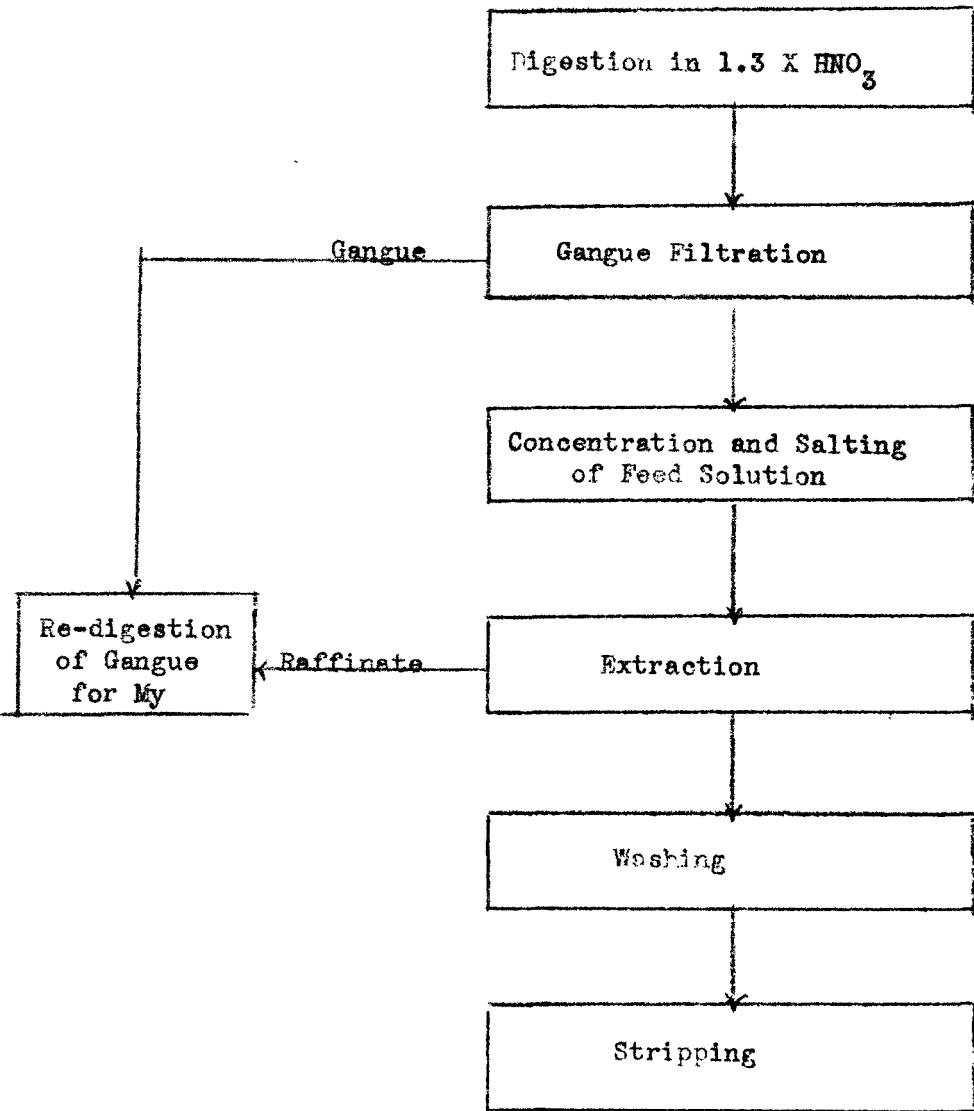 Digestion in 1.3 X HNO3
Gangue
Gangue Filtration
Concentration and Salting
of Feed Solution
Re-digestion
of Gangue
for My
Raffinate
Extraction
Washing
Stripping